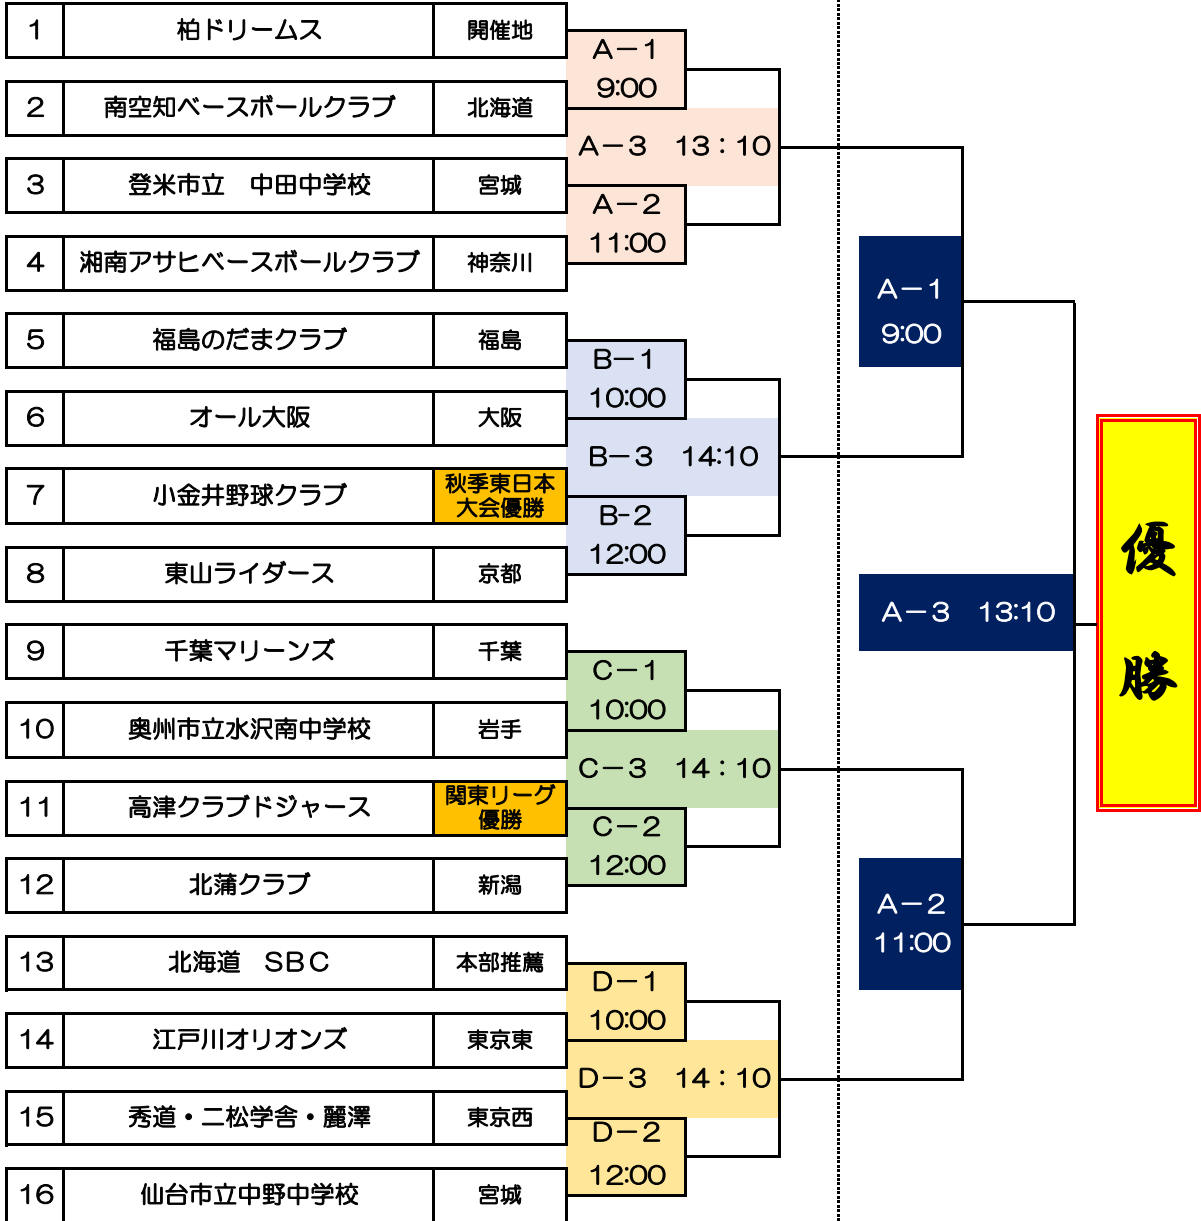 1 柏ドリームス 開催地
2 南空知ベースボールクラブ 北海道
3 登米市立　中田中学校 宮城
4 湘南アサヒベースボールクラブ 神奈川
5 福島のだまクラブ 福島
6 オール大阪 大阪
7 小金井野球クラブ 秋季東日本
大会優勝
8 東山ライダース 京都
9 千葉マリーンズ 千葉
10 奥州市立水沢南中学校 岩手
11 高津クラブドジャース 関東リーグ
優勝
12 北蒲クラブ 新潟
13 北海道　ＳＢＣ 本部推薦
14 江戸川オリオンズ 東京東
15 秀道・二松学舎・麗澤 東京西
16 仙台市立中野中学校 宮城
Ａ－１
9:00
Ａ－３　13：10
Ａ－２
11:00
Ｂ－１
10:00
Ｂ－３　14:10
Ｂ-２
12:00
Ｃ－１
10:00
Ｃ－３　14：10
Ｃ－２
12:00
Ｄ－１
10:00
Ｄ－３　14：10
Ｄ－２
12:00
Ａ－１
9:00
Ａ－３　13:10
Ａ－２
11:00
優
勝